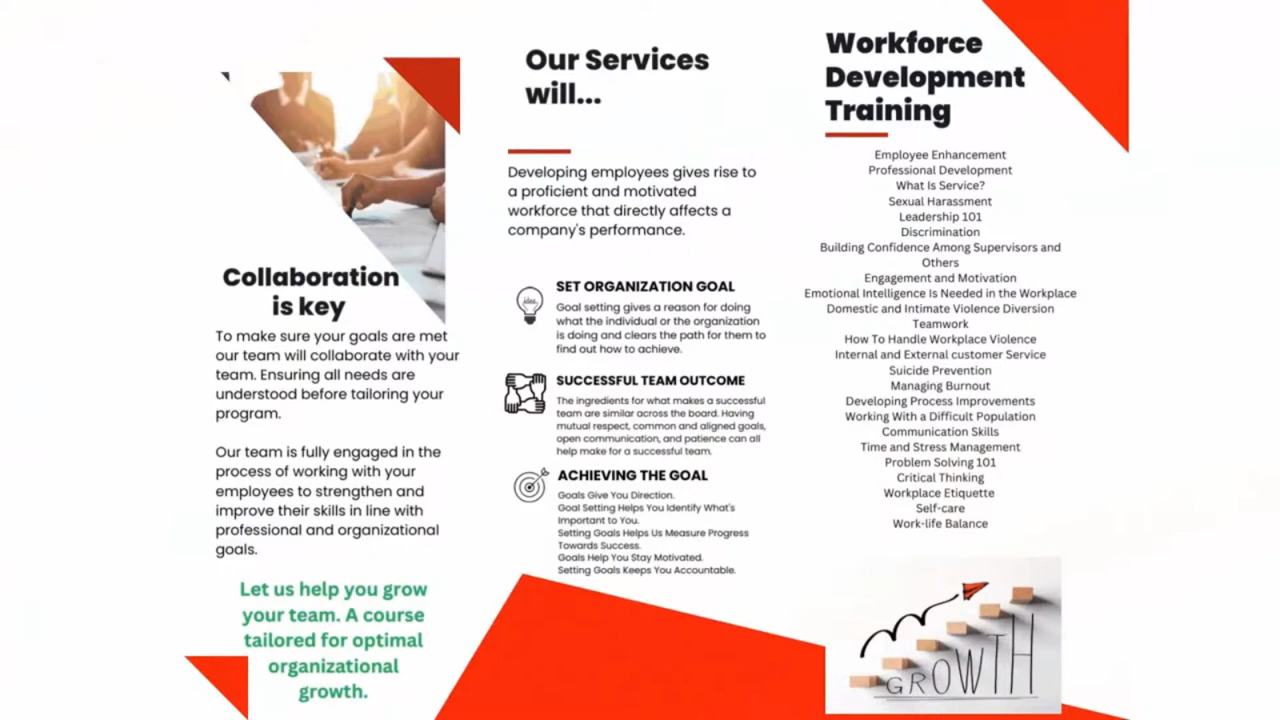 Collaboration
is key
To make sure your goals are met
our team will collaborate with your
team. Ensuring all needs are
understood before tailoring your
program.
Our team is fully engaged in the
process of working with your
employees to strengthen and
improve their skills in line with
professional and organizational
goals.
Let us help you grow
your team. A course
tailored for optimal
organizational
growth.
Our Services
will...
Developing employees gives rise to
a proficient and motivated
workforce that directly affects a
company's performance.
idea
SET ORGANIZATION GOAL
Goal setting gives a reason for doing
what the individual or the organization
is doing and clears the path for them to
find out how to achieve.
SUCCESSFUL TEAM OUTCOME
The ingredients for what makes a successful
team are similar across the board. Having
mutual respect, common and aligned goals,
open communication, and patience can all
help make for a successful team.
ACHIEVING THE GOAL
Goals Give You Direction.
Goal Setting Helps You Identify What's
Important to You.
Setting Goals Helps Us Measure Progress
Towards Success.
Goals Help You Stay Motivated.
Setting Goals Keeps You Accountable.
Workforce
Development
Training
Employee Enhancement
Professional Development
What Is Service?
Sexual Harassment
Leadership 101
Discrimination
Building Confidence Among Supervisors and
Others
Engagement and Motivation
Emotional Intelligence Is Needed in the Workplace
Domestic and Intimate Violence Diversion
Teamwork
How To Handle Workplace Violence
Internal and External customer Service
Suicide Prevention
Managing Burnout
Developing Process Improvements
Working With a Difficult Population
Communication Skills
Time and Stress Management
Problem Solving 101
Critical Thinking
Workplace Etiquette
Self-care
Work-life Balance
GROWTH